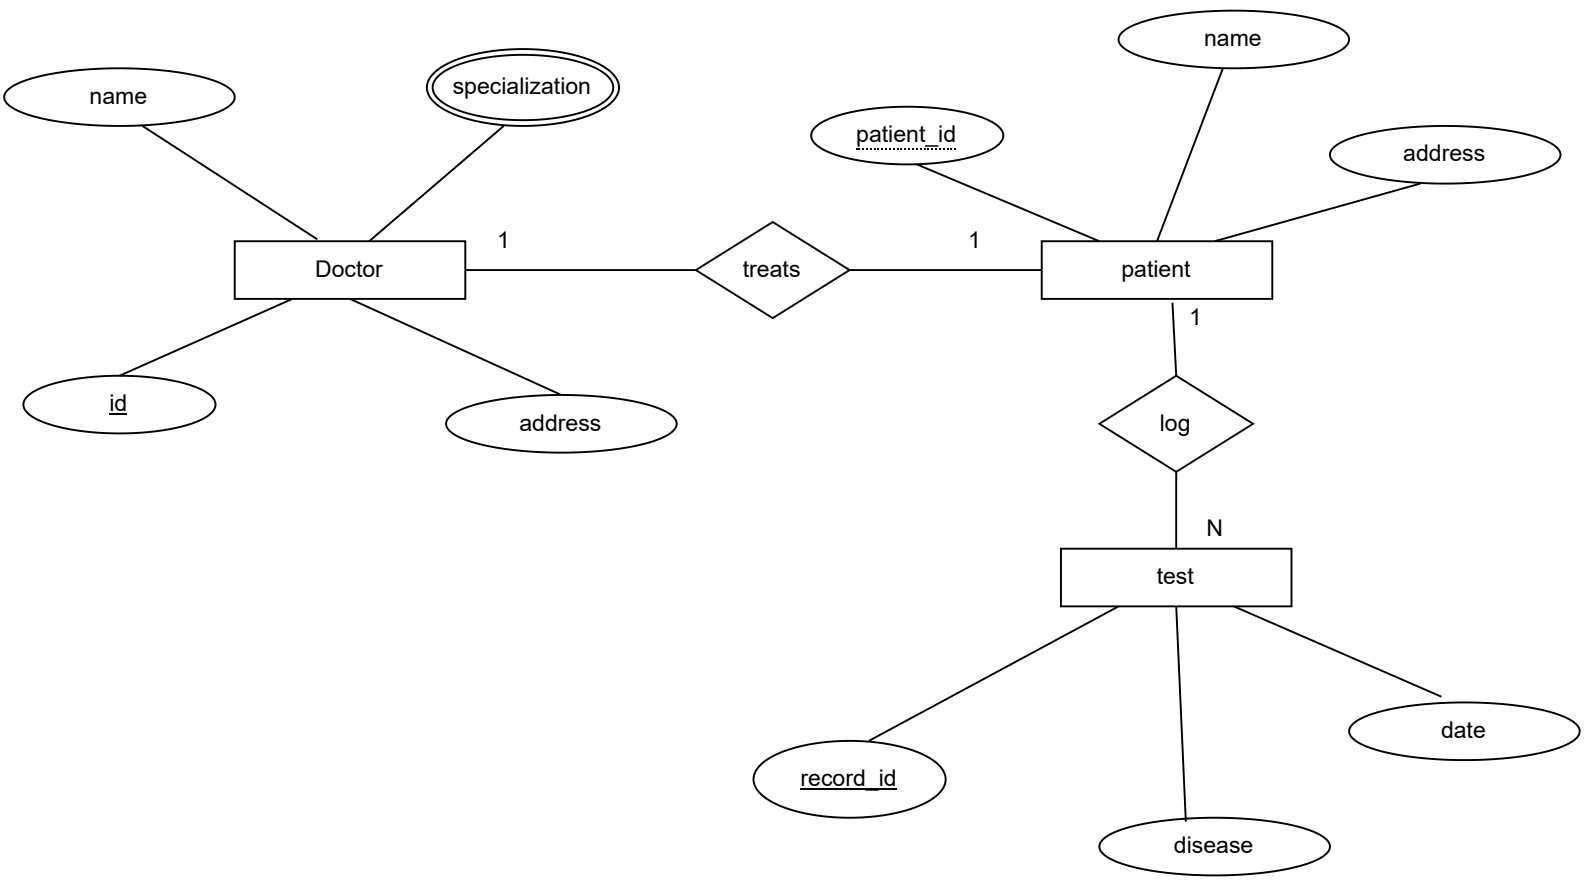 name
name
specialization
patient_id
address
1
1
Doctor
treats
patient
1
id
address
log
N
test
record_id
date
disease